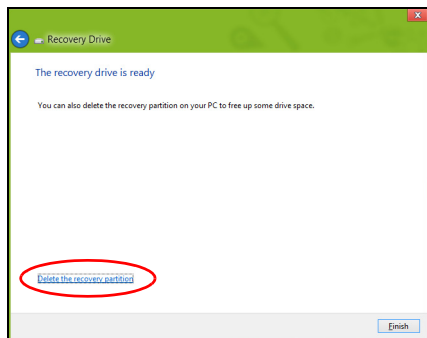 Recovery Drive
The recovery drive is ready
You can also delete the recovery partition on your PC to free up some drive space.
Delete the recovery partition
Finish